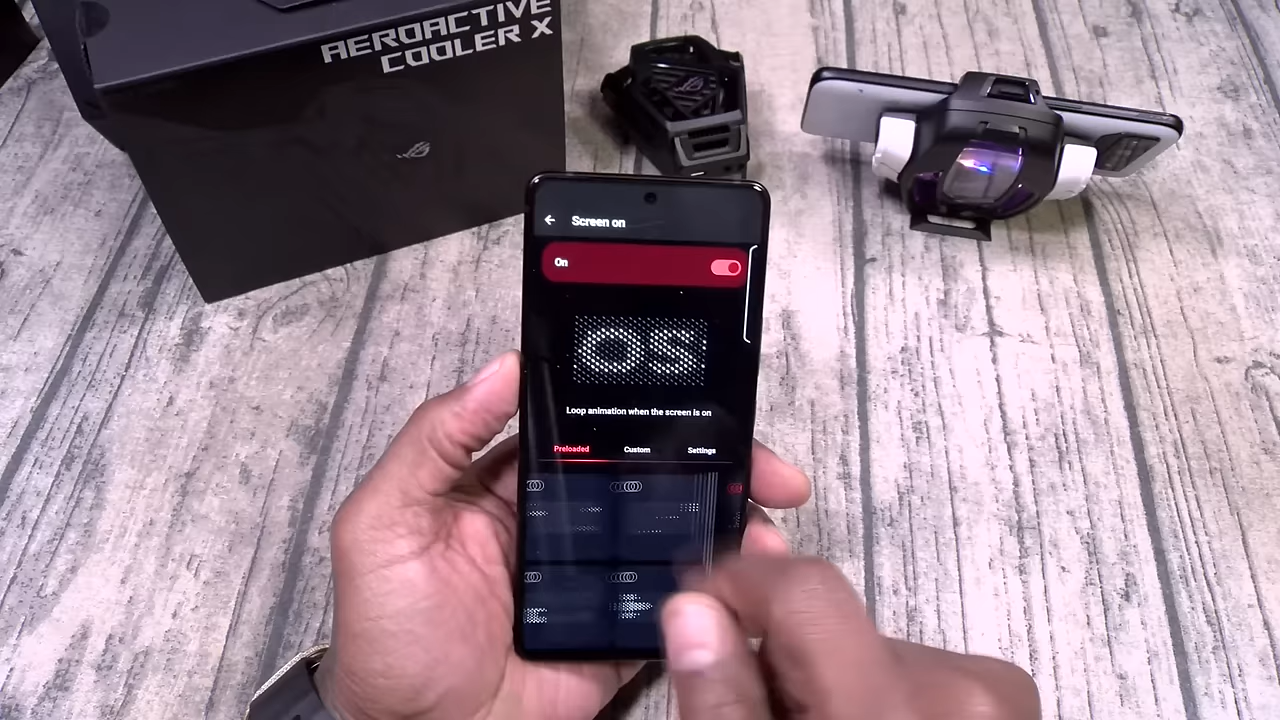 AEROACTIVE
COOLER X
Screen on
On
OS
Loop animation when the screen is on
Preloaded
Custom
Settings